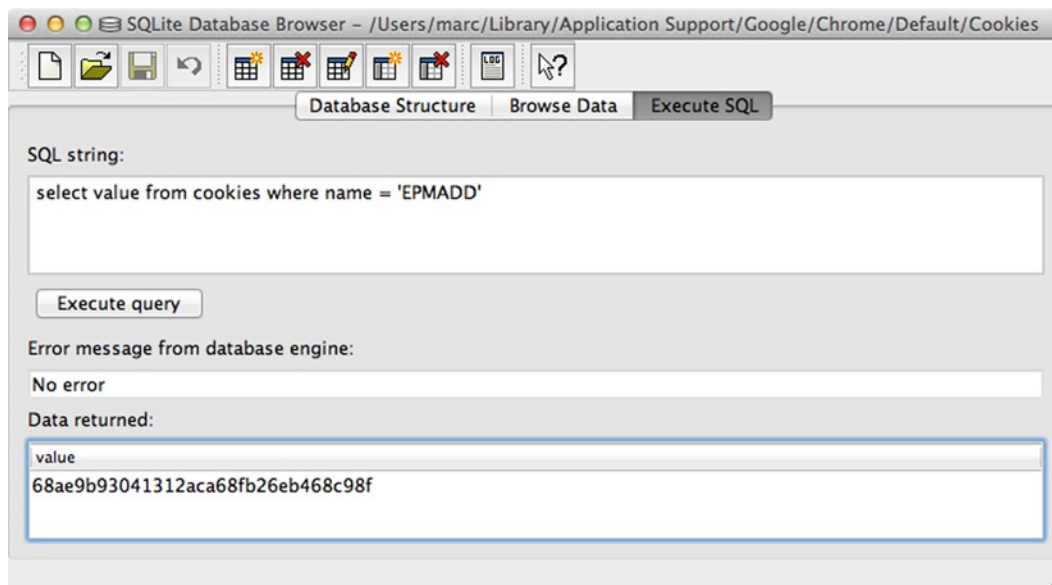 SQLite Database Browser – /Users/marc/Library/Application Support/Google/Chrome/Default/Cookies
LOG
?
Database Structure Browse Data Execute SQL
SQL string:
select value from cookies where name = 'EPMADD'
Execute query
Error message from database engine:
No error
Data returned:
value
68ae9b93041312aca68fb26eb468c98f